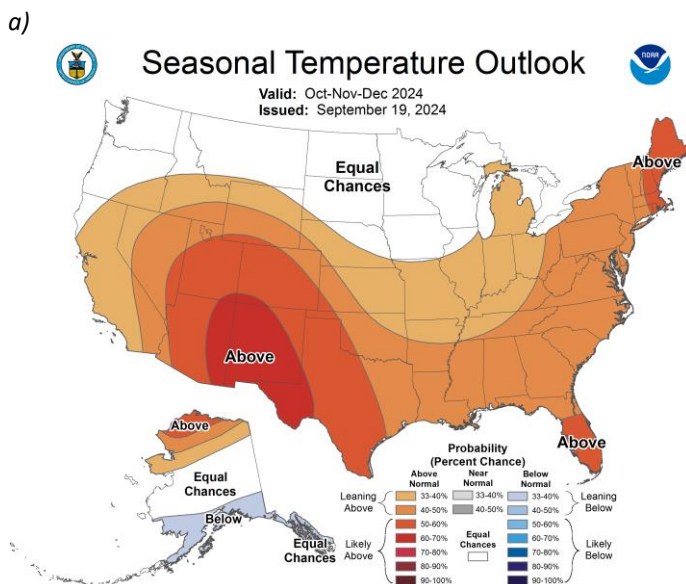 a)
NOAA
Seasonal Temperature Outlook
Valid: Oct-Nov-Dec 2024
Issued: September 19, 2024
Equal
Chances
Above
Above
Above
Above
Equal
Chances
Below
Equal
Chances
Probability
(Percent Chance)
Above
Normal
Near
Normal
Below
Normal
Leaning
Above
33-40%
40-50%
33-40%
40-50%
33-40%
40-50%
Leaning
Below
Likely
Above
50-60%
60-70%
70-80%
80-90%
90-100%
Equal
Chances
50-60%
60-70%
70-80%
80-90%
90-100%
Likely
Below